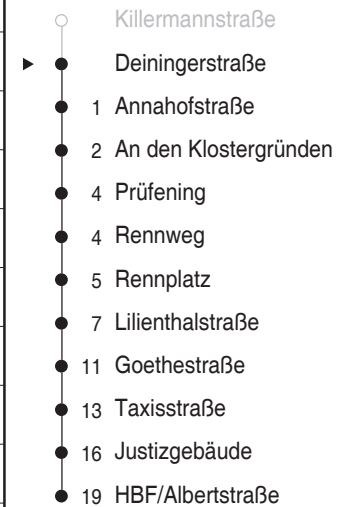 Killermannstraße
Deiningerstraße
1 Annahofstraße
2 An den Klostergründen
4 Prüfening
4 Rennweg
5 Rennplatz
7 Lilienthalstraße
11 Goethestraße
13 Taxisstraße
16 Justizgebäude
19 HBF/Albertstraße